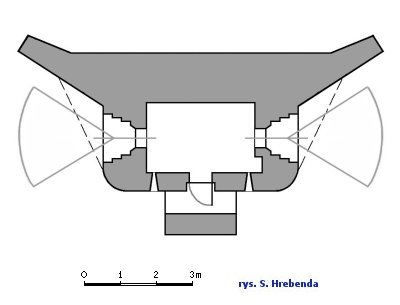 0 1 2 3m
rys. S. Hrebenda